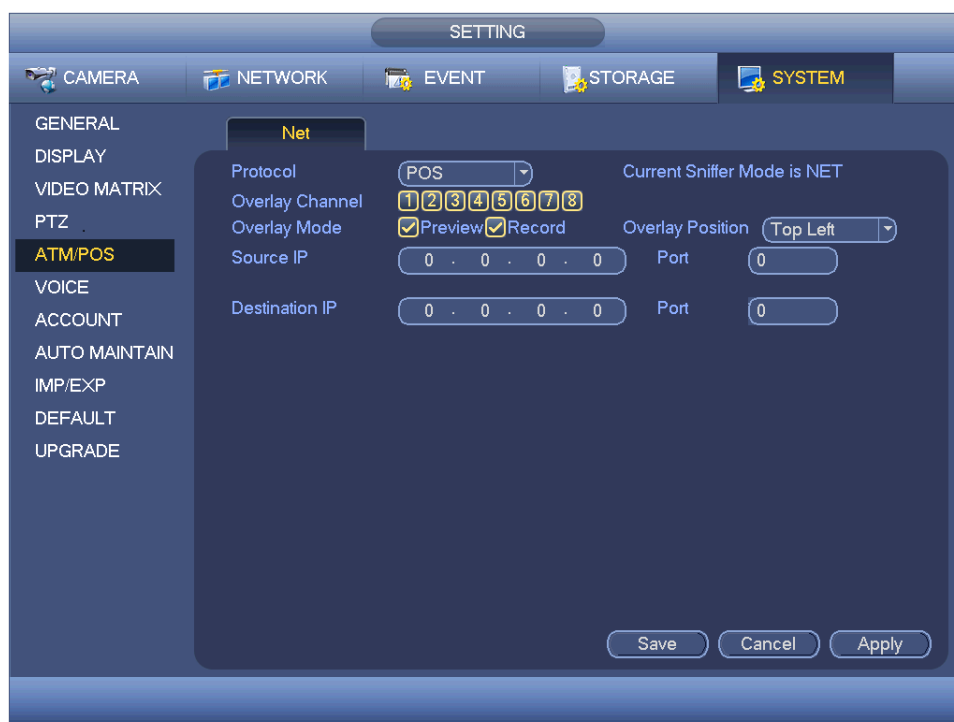 SETTING
CAMERA NETWORK EVENT STORAGE SYSTEM
GENERAL
DISPLAY
VIDEO MATRIX
PTZ
ATM/POS
VOICE
ACCOUNT
AUTO MAINTAIN
IMP/EXP
DEFAULT
UPGRADE
Net
Protocol POS Current Sniffer Mode is NET
Overlay Channel 1 2 3 4 5 6 7 8
Overlay Mode Preview Record Overlay Position Top Left
Source IP 0 . 0 . 0 . 0 Port 0
Destination IP 0 . 0 . 0 . 0 Port 0
Save Cancel Apply